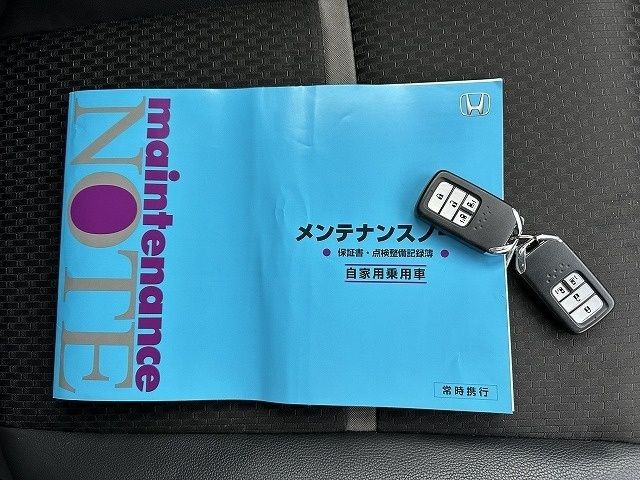 maintenance
NOTE
メンテナンスノ
保証書・点検整備記録簿
自家用乗用車
常時携行